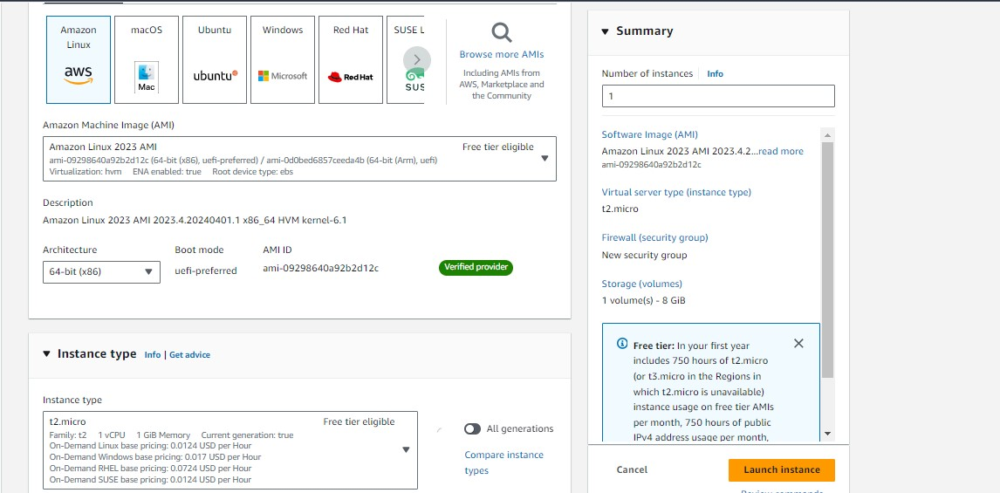 Amazon
Linux
aws
macOS
Mac
Ubuntu
ubuntu
Windows
Microsoft
Red Hat
Red Hat
SUSE L
SUS
Browse more AMIs
Including AMIs from
AWS, Marketplace and
the Community
Amazon Machine Image (AMI)
Amazon Linux 2023 AMI
Free tier eligible
ami-09298640a92b2d12c (64-bit (x86), uefi-preferred) / ami-0d0bed6857ceeda4b (64-bit (Arm), uefi)
Virtualization: hvm ENA enabled: true Root device type: ebs
Description
Amazon Linux 2023 AMI 2023.4.20240401.1 x86_64 HVM kernel-6.1
Architecture
Boot mode
AMI ID
64-bit (x86)
uefi-preferred
ami-09298640a92b2d12c
Verified provider
Instance type Info | Get advice
Instance type
t2.micro
Free tier eligible
Family: t2 1 vCPU 1 GiB Memory Current generation: true
On-Demand Linux base pricing: 0.0124 USD per Hour
On-Demand Windows base pricing: 0.017 USD per Hour
On-Demand RHEL base pricing: 0.0724 USD per Hour
On-Demand SUSE base pricing: 0.0124 USD per Hour
All generations
Compare instance
types
Summary
Number of instances Info
1
Software Image (AMI)
Amazon Linux 2023 AMI 2023.4.2...read more
ami-09298640a92b2d12c
Virtual server type (instance type)
t2.micro
Firewall (security group)
New security group
Storage (volumes)
1 volume(s) - 8 GiB
Free tier: In your first year
includes 750 hours of t2.micro
(or t3.micro in the Regions in
which t2.micro is unavailable)
instance usage on free tier AMIs
per month, 750 hours of public
IPv4 address usage per month,
Cancel
Launch instance
Review commands